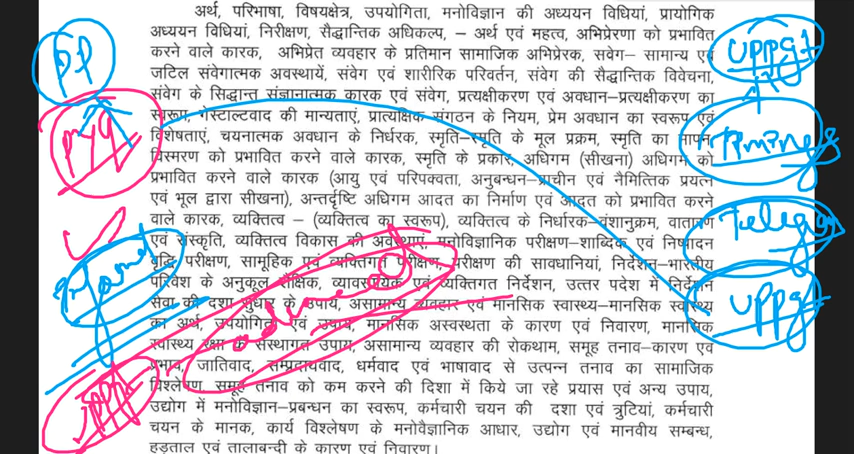 अर्थ, परिभाषा, विषयक्षेत्र, उपयोगिता, मनोविज्ञान की अध्ययन विधियां, प्रायोगिक
अध्ययन विधियां, निरीक्षण, सैद्धान्तिक अधिकल्प, – अर्थ एवं महत्व, अभिप्रेरणा को प्रभावित
करने वाले कारक, अभिप्रेत व्यवहार के प्रतिमान सामाजिक अभिप्रेरक, सवेग– सामान्य एवं
जटिल संवेगात्मक अवस्थायें, संवेग एवं शारीरिक परिवर्तन, संवेग की सैद्धान्तिक विवेचना,
संवेग के सिद्धान्त संज्ञानात्मक कारक एवं संवेग, प्रत्यक्षीकरण एवं अवधान–प्रत्यक्षीकरण का
स्वरूप, गेस्टाल्टवाद की मान्यताएं, प्रात्यक्षिक संगठन के नियम, प्रेम अवधान का स्वरूप एवं
विशेषताएं, चयनात्मक अवधान के निर्धरक, स्मृति–स्मृति के मूल प्रक्रम, स्मृति का मापन
विस्मरण को प्रभावित करने वाले कारक, स्मृति के प्रकार, अधिगम (सीखना) अधिगम को
प्रभावित करने वाले कारक (आयु एवं परिपक्वता, अनुबन्धन–प्राचीन एवं नैमित्तिक प्रयत्न
एवं भूल द्वारा सीखना), अन्तर्दृष्टि अधिगम आदत का निर्माण एवं आदत को प्रभावित करने
वाले कारक, व्यक्तित्व – (व्यक्तित्व का स्वरूप), व्यक्तित्व के निर्धारक–वंशानुक्रम, वातावरण
एवं संस्कृति, व्यक्तित्व विकास की अवस्थाएं, मनोविज्ञानिक परीक्षण–शाब्दिक एवं निष्पादन
बुद्धि परीक्षण, सामूहिक एवं व्यक्तिगत परीक्षण, परीक्षण की सावधानियां, निर्देशन–भारतीय
परिवेश के अनुकूल शैक्षिक, व्यावसायिक एवं व्यक्तिगत निर्देशन, उत्तर पदेश मे निर्देशन
सेवा की दशा सुधार के उपाय, असामान्य व्यवहार एवं मानसिक स्वास्थ्य–मानसिक स्वास्थ्य
का अर्थ, उपयोगिता एवं उपाय, मानसिक अस्वस्थता के कारण एवं निवारण, मानसिक
स्वास्थ्य रक्षा के संस्थागत उपाय, असामान्य व्यवहार की रोकथाम, समूह तनाव–कारण एवं
प्रभाव, जातिवाद, सम्प्रदायवाद, धर्मवाद एवं भाषावाद से उत्पन्न तनाव का सामाजिक
विश्लेषण, समूह तनाव को कम करने की दिशा में किये जा रहे प्रयास एवं अन्य उपाय,
उद्योग में मनोविज्ञान–प्रबन्धन का स्वरूप, कर्मचारी चयन की दशा एवं त्रुटियां, कर्मचारी
चयन के मानक, कार्य विश्लेषण के मनोवैज्ञानिक आधार, उद्योग एवं मानवीय सम्बन्ध,
हड़ताल एवं तालाबन्दी के कारण एवं निवारण।
pyq
uppgt
uppgt